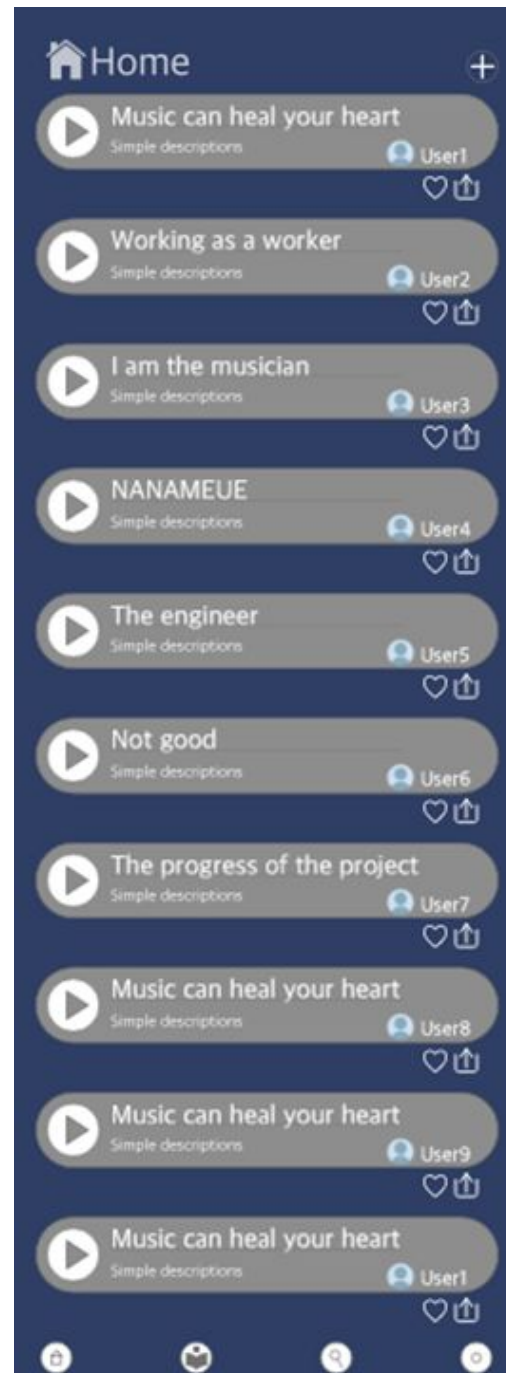 Home
Music can heal your heart
Simple descriptions
User1
Working as a worker
Simple descriptions
User2
I am the musician
Simple descriptions
User3
NANAMEUE
Simple descriptions
User4
The engineer
Simple descriptions
User5
Not good
Simple descriptions
User6
The progress of the project
Simple descriptions
User7
Music can heal your heart
Simple descriptions
User8
Music can heal your heart
Simple descriptions
User9
Music can heal your heart
Simple descriptions
User1